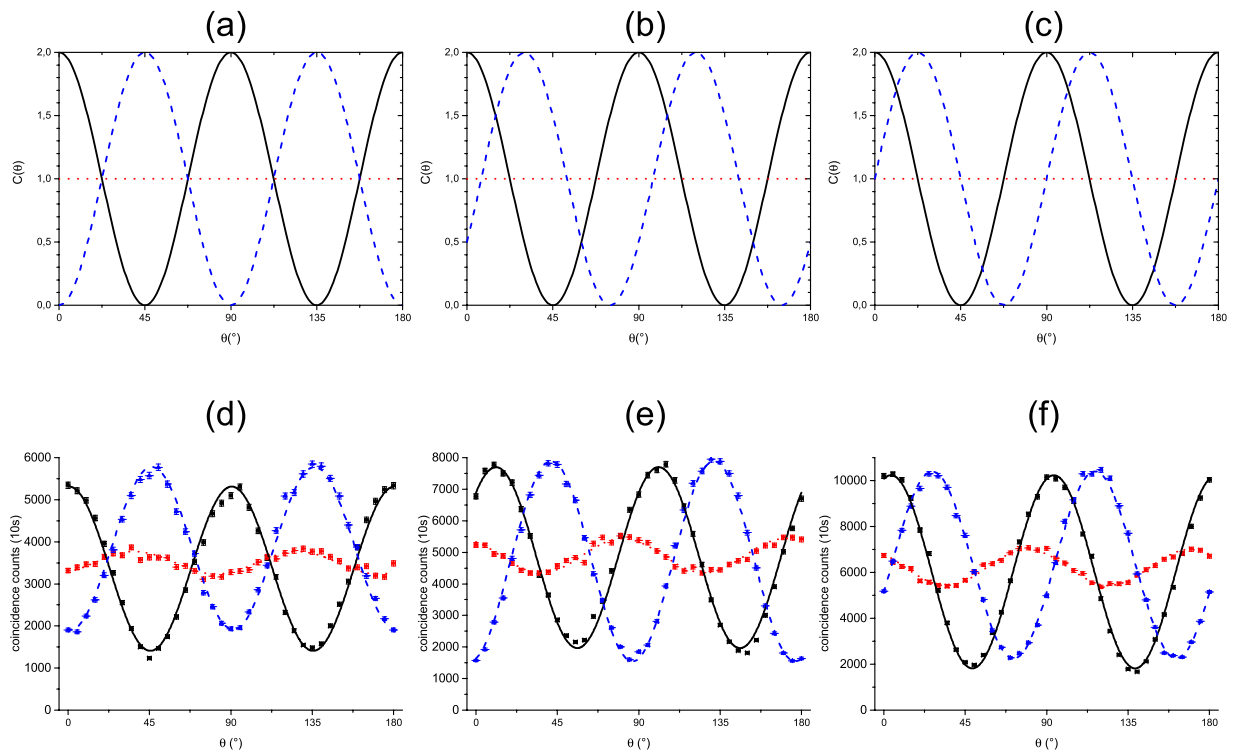 (a) (b) (c)
2,0 2,0 2,0
1,5 1,5 1,5
C(θ) 1,0 C(θ) 1,0 C(θ) 1,0
0,5 0,5 0,5
0,0 0,0 0,0
0 45 90 135 180 0 45 90 135 180 0 45 90 135 180
θ(°) θ(°) θ(°)
(d) (e) (f)
coincidence counts (10s)
6000
5000
4000
3000
2000
1000
0
0 45 90 135 180
θ (°)
coincidence counts (10s)
8000
7000
6000
5000
4000
3000
2000
1000
0
0 45 90 135 180
θ (°)
coincidence counts (10s)
10000
8000
6000
4000
2000
0
0 45 90 135 180
θ (°)